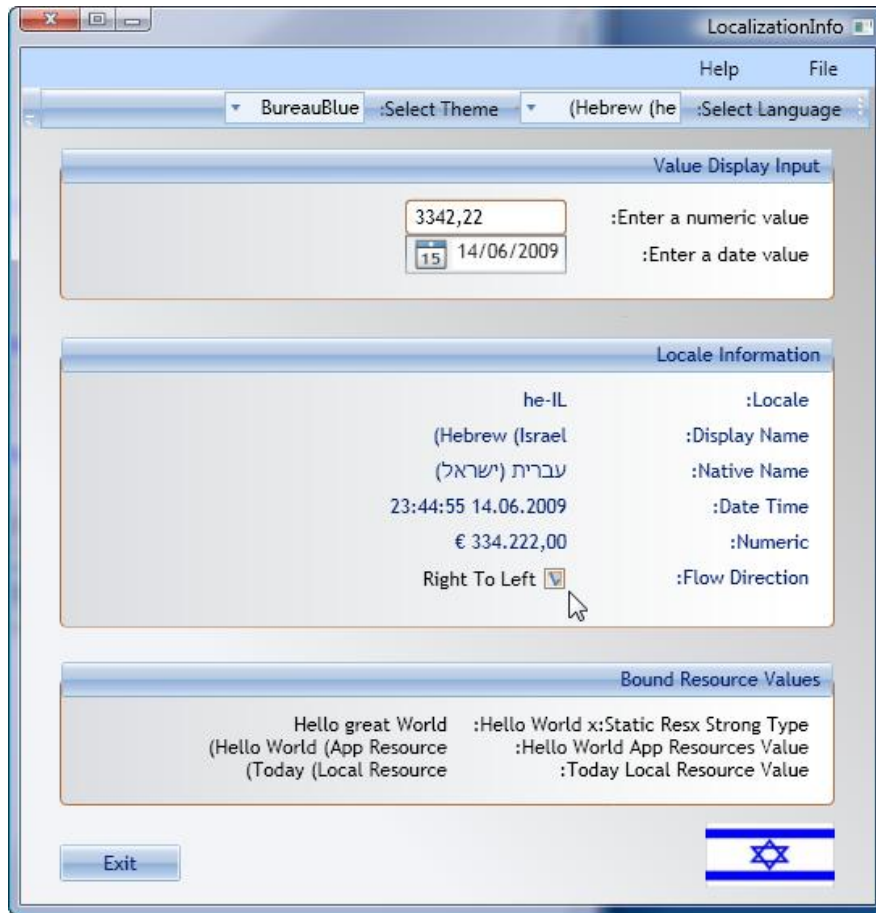 LocalizationInfo
File Help
:Select Language (Hebrew (he :Select Theme BureauBlue
Value Display Input
:Enter a numeric value 3342,22
:Enter a date value 14/06/2009 15
Locale Information
:Locale he-IL
:Display Name (Hebrew (Israel
:Native Name עברית (ישראל)
:Date Time 23:44:55 14.06.2009
:Numeric € 334.222,00
:Flow Direction Right To Left
Bound Resource Values
:Hello World x:Static Resx Strong Type Hello great World
:Hello World App Resources Value (Hello World (App Resource
:Today Local Resource Value (Today (Local Resource
Exit